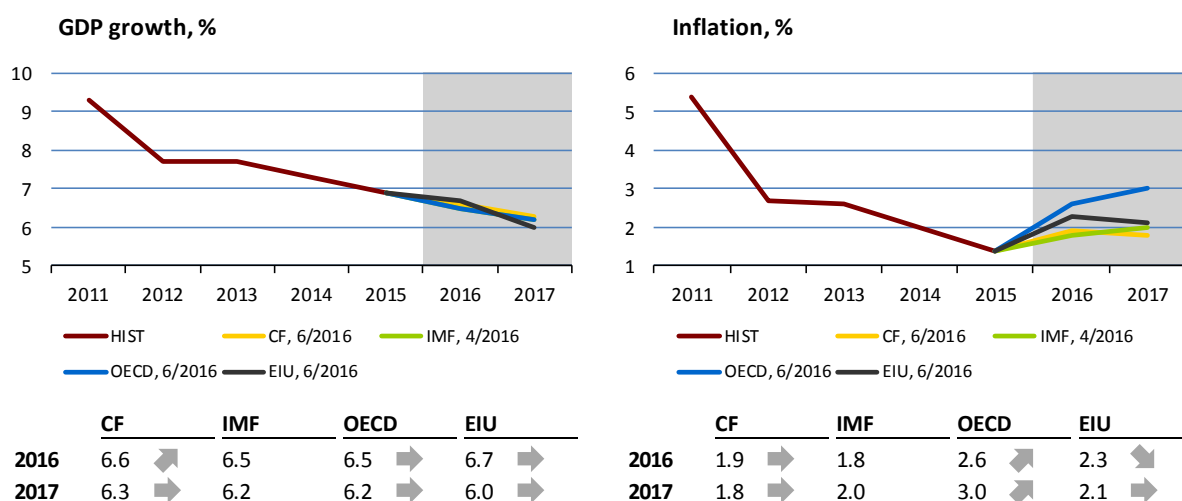 GDP growth, %
10
9
8
7
6
5
2011 2012 2013 2014 2015 2016 2017
HIST CF, 6/2016 IMF, 4/2016
OECD, 6/2016 EIU, 6/2016
CF IMF OECD EIU
2016 6.6 6.5 6.5 6.7
2017 6.3 6.2 6.2 6.0
Inflation, %
6
5
4
3
2
1
2011 2012 2013 2014 2015 2016 2017
HIST CF, 6/2016 IMF, 4/2016
OECD, 6/2016 EIU, 6/2016
CF IMF OECD EIU
2016 1.9 1.8 2.6 2.3
2017 1.8 2.0 3.0 2.1